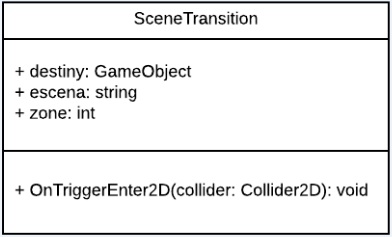 SceneTransition
+ destiny: GameObject
+ escena: string
+ zone: int
+ OnTriggerEnter2D(collider: Collider2D): void